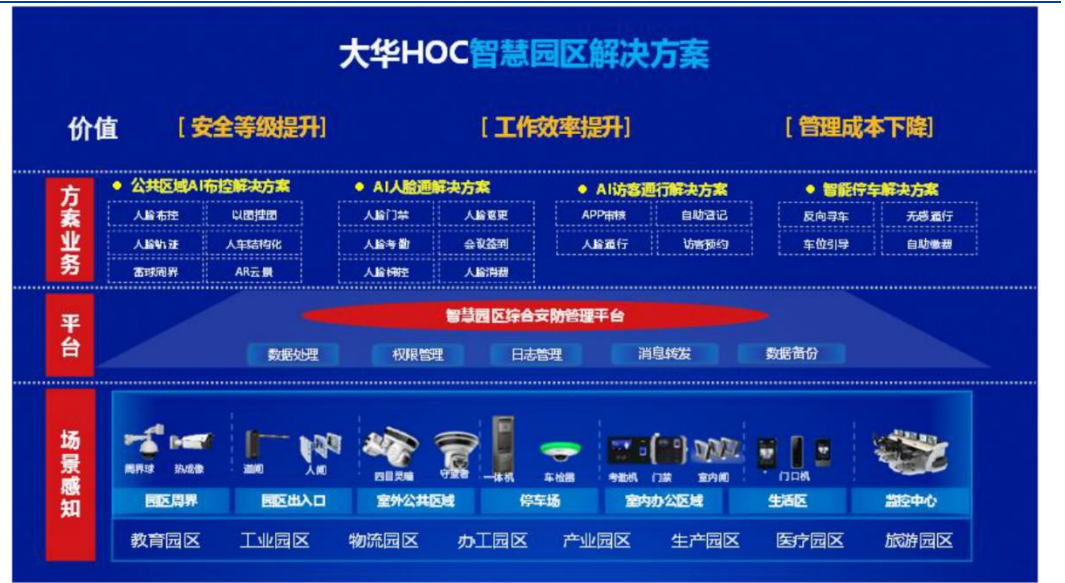 大华HOC智慧园区解决方案
价值 [安全等级提升] [工作效率提升] [管理成本下降]
方案业务
● 公共区域AI布控解决方案 ● AI人脸通解决方案 ● AI访客通行解决方案 ● 智能停车解决方案
人脸布控 以图搜图 人脸门禁 人脸寄更 APP审核 自助登记 反向寻车 无感通行
人脸轨迹 人车结构化 人脸考勤 会议签到 人脸通行 访客预约 车位引导 自助缴费
雷球周界 AR云景 人脸梯控 人脸消费
平台
智慧园区综合安防管理平台
数据处理 权限管理 日志管理 消息转发 数据备份
场景感知
周界球 热成像 道闸 人闸 四目灵瞳 守望者 一体机 车检器 考勤机 门禁 室内闸 门口机
园区周界 园区出入口 室外公共区域 停车场 室内办公区域 生活区 监控中心
教育园区 工业园区 物流园区 办工园区 产业园区 生产园区 医疗园区 旅游园区